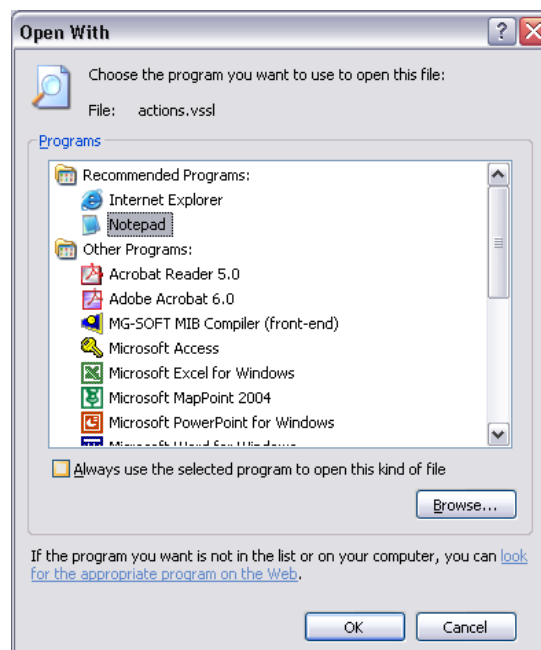 Open With
Choose the program you want to use to open this file:
File: actions.vssl
Programs
Recommended Programs:
Internet Explorer
Notepad
Other Programs:
Acrobat Reader 5.0
Adobe Acrobat 6.0
MG-SOFT MIB Compiler (front-end)
Microsoft Access
Microsoft Excel for Windows
Microsoft MapPoint 2004
Microsoft PowerPoint for Windows
Microsoft Word for Windows
Always use the selected program to open this kind of file
Browse...
If the program you want is not in the list or on your computer, you can look
for the appropriate program on the Web.
OK Cancel